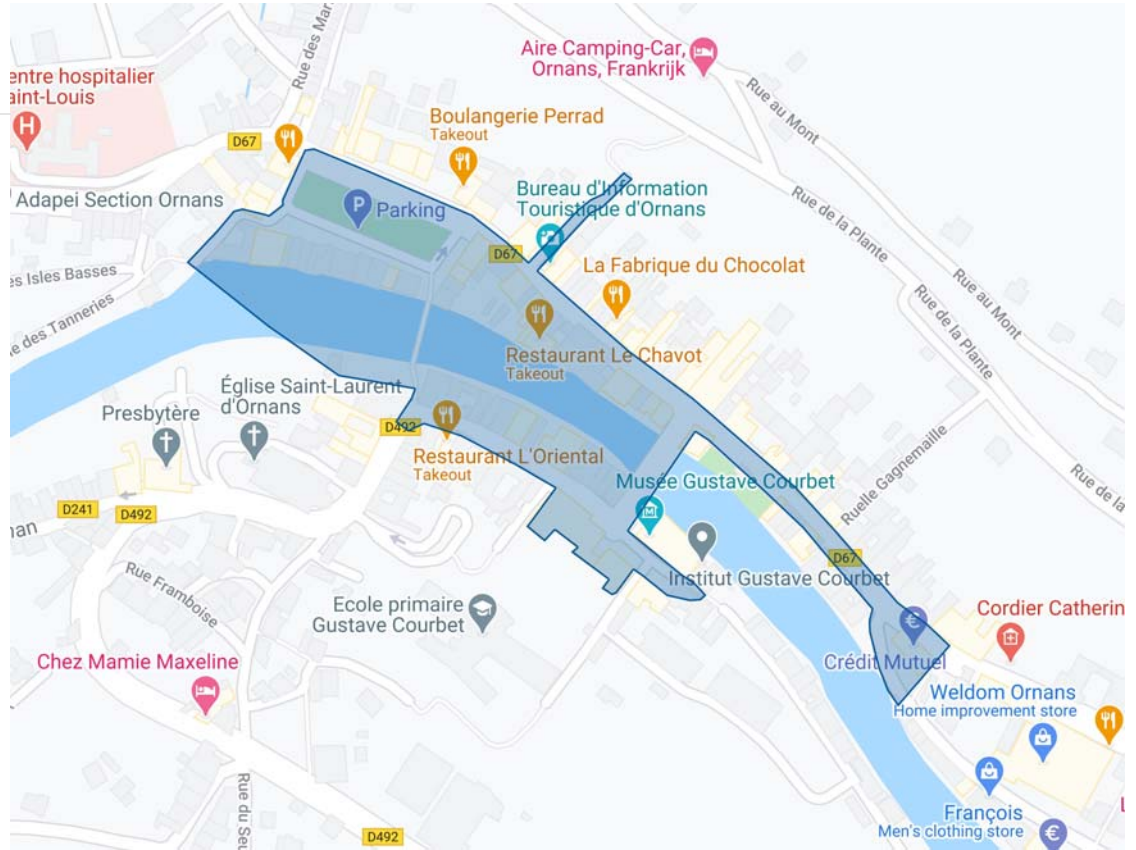 Rue des Mar
Aire Camping-Car,
Ornans, Frankrijk
entre hospitalier
aint-Louis
H
D67
Boulangerie Perrad
Takeout
Rue au Mont
Adapei Section Ornans
P Parking
Bureau d'Information
Touristique d'Ornans
Rue de la Plante
D67
La Fabrique du Chocolat
es Isles Basses
Rue au Mont
e des Tanneries
Rue de la Plante
Restaurant Le Chavot
Takeout
Église Saint-Laurent
d'Ornans
Presbytère
D492
Restaurant L'Oriental
Takeout
Ruelle Gagnemaille
Rue de la
Musée Gustave Courbet
M
D241
D492
nan
D67
Institut Gustave Courbet
Rue Framboise
Ecole primaire
Gustave Courbet
Cordier Catherin
€
Crédit Mutuel
Chez Mamie Maxeline
Weldom Ornans
Home improvement store
Rue du Seu
François
Men's clothing store
€
L
D492